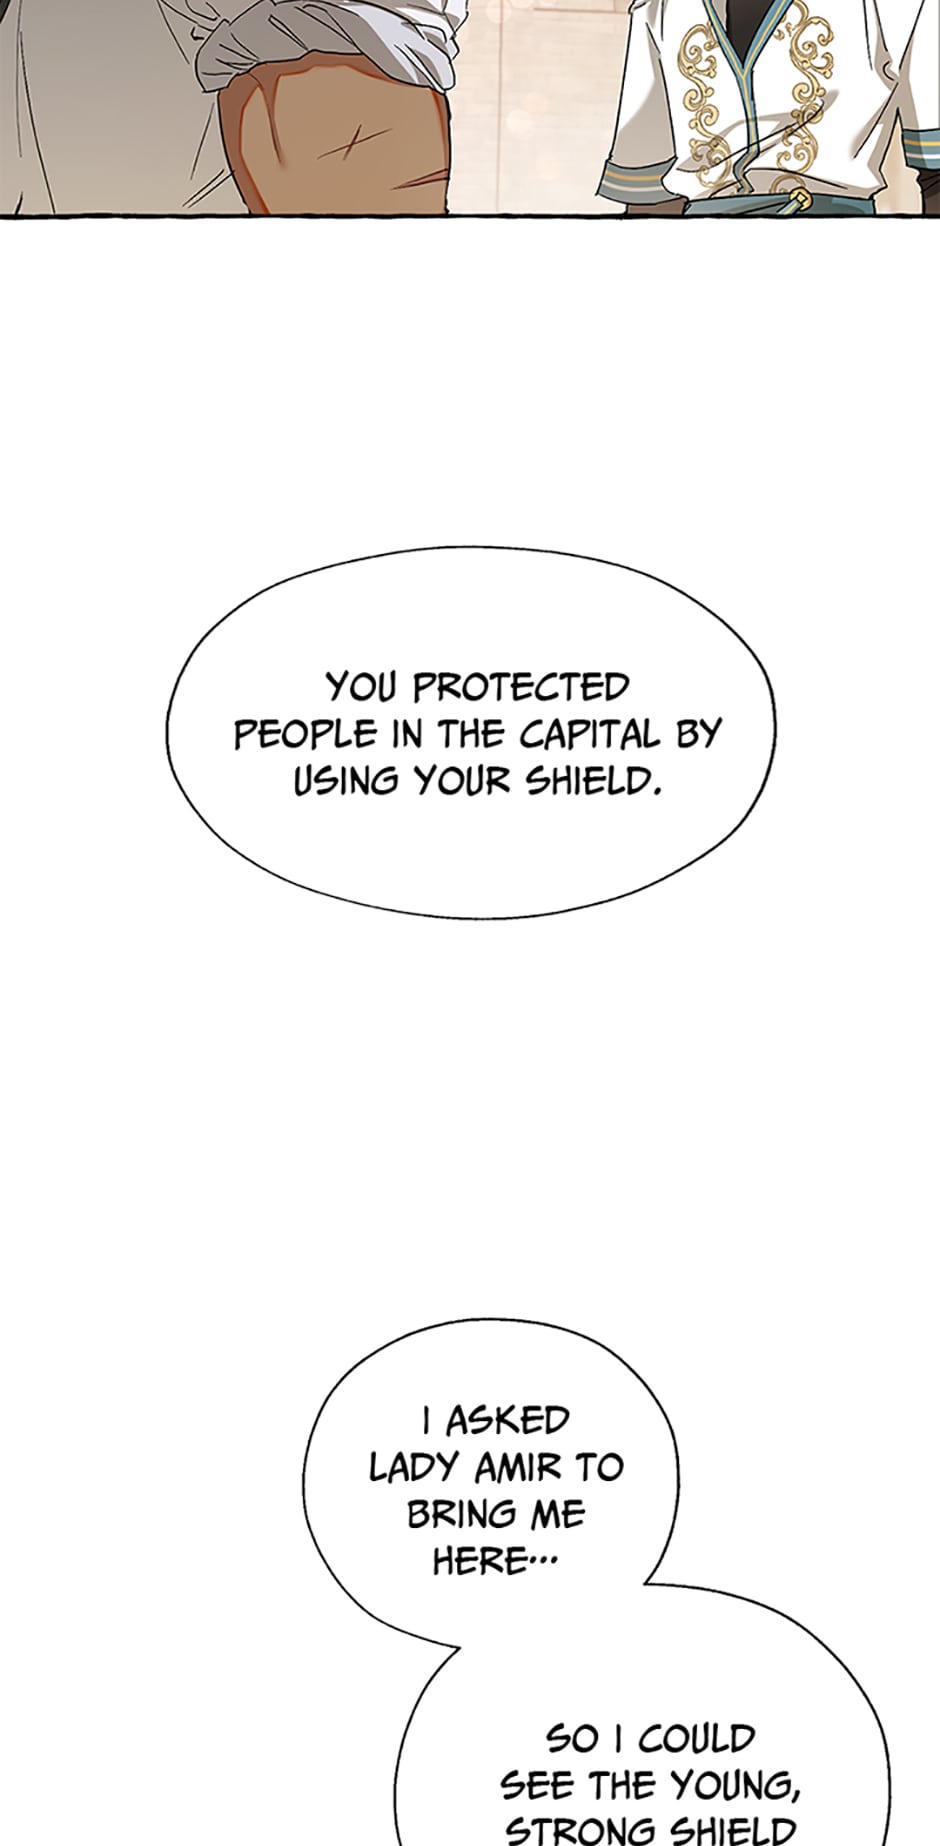 YOU PROTECTED
PEOPLE IN THE CAPITAL BY
USING YOUR SHIELD.
I ASKED
LADY AMIR TO
BRING ME
HERE...
SO I COULD
SEE THE YOUNG,
STRONG SHIELD